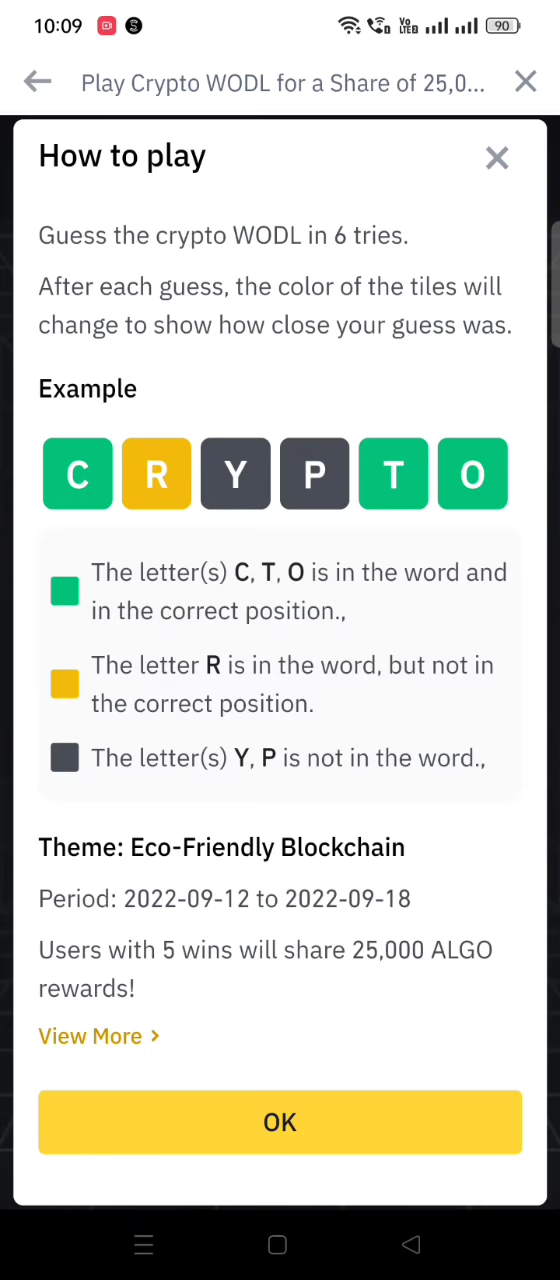 10:09
Vo
LTE2
90
Play Crypto WODL for a Share of 25,0...
How to play
Guess the crypto WODL in 6 tries.
After each guess, the color of the tiles will
change to show how close your guess was.
Example
C R Y P T O
The letter(s) C, T, O is in the word and
in the correct position.,
The letter R is in the word, but not in
the correct position.
The letter(s) Y, P is not in the word.,
Theme: Eco-Friendly Blockchain
Period: 2022-09-12 to 2022-09-18
Users with 5 wins will share 25,000 ALGO
rewards!
View More >
OK